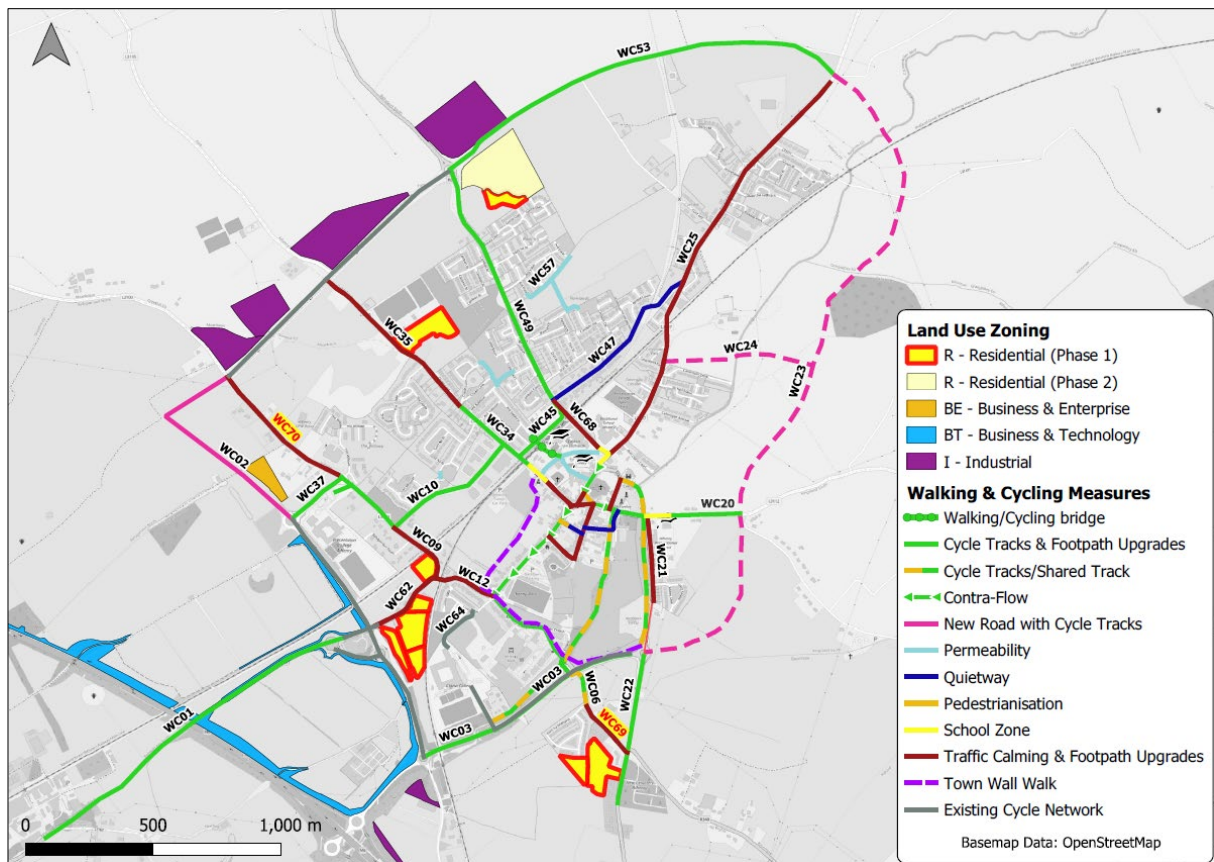 WC53
WC25
WC57
WC49
WC35
WC47
WC24
WC23
WC45
WC68
WC34
WC70
WC02
WC37
WC10
WC20
WC09
WC21
WC12
WC62
WC64
WC03
WC06
WC22
WC69
WC01
WC03
0 500 1,000 m
Land Use Zoning
R - Residential (Phase 1)
R - Residential (Phase 2)
BE - Business & Enterprise
BT - Business & Technology
I - Industrial
Walking & Cycling Measures
Walking/Cycling bridge
Cycle Tracks & Footpath Upgrades
Cycle Tracks/Shared Track
Contra-Flow
New Road with Cycle Tracks
Permeability
Quietway
Pedestrianisation
School Zone
Traffic Calming & Footpath Upgrades
Town Wall Walk
Existing Cycle Network
Basemap Data: OpenStreetMap